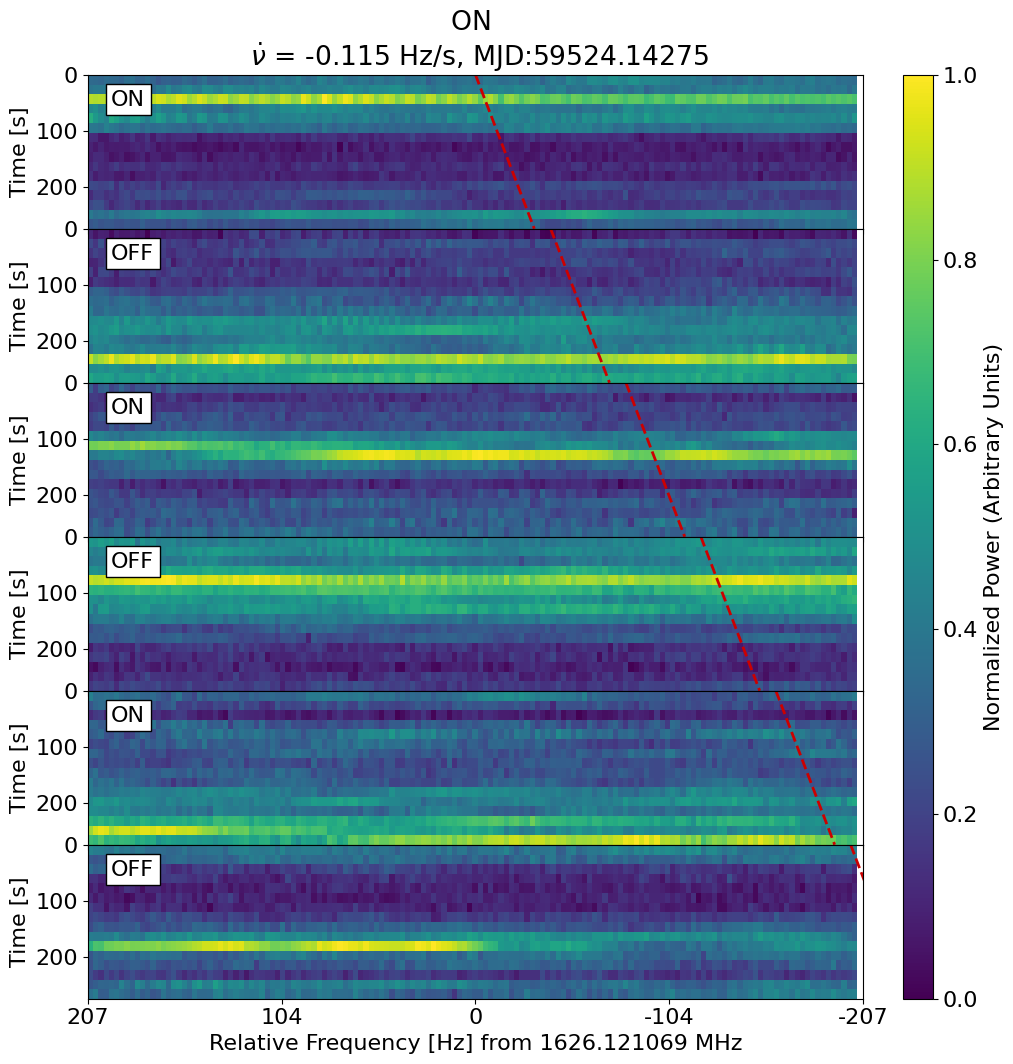 ON
ν̇ = -0.115 Hz/s, MJD:59524.14275
0
ON
100
Time [s]
200
0
OFF
100
Time [s]
200
0
ON
100
Time [s]
200
0
OFF
100
Time [s]
200
0
ON
100
Time [s]
200
0
OFF
100
Time [s]
200
207 104 0 -104 -207
Relative Frequency [Hz] from 1626.121069 MHz
1.0
0.8
0.6
0.4
0.2
0.0
Normalized Power (Arbitrary Units)